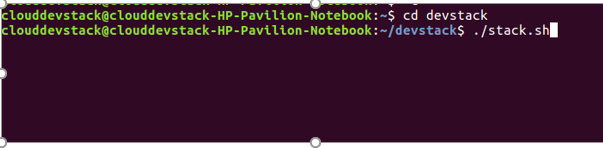 clouddevstack@clouddevstack-HP-Pavilion-Notebook:~$ cd devstack
clouddevstack@clouddevstack-HP-Pavilion-Notebook:~/devstack$ ./stack.sh